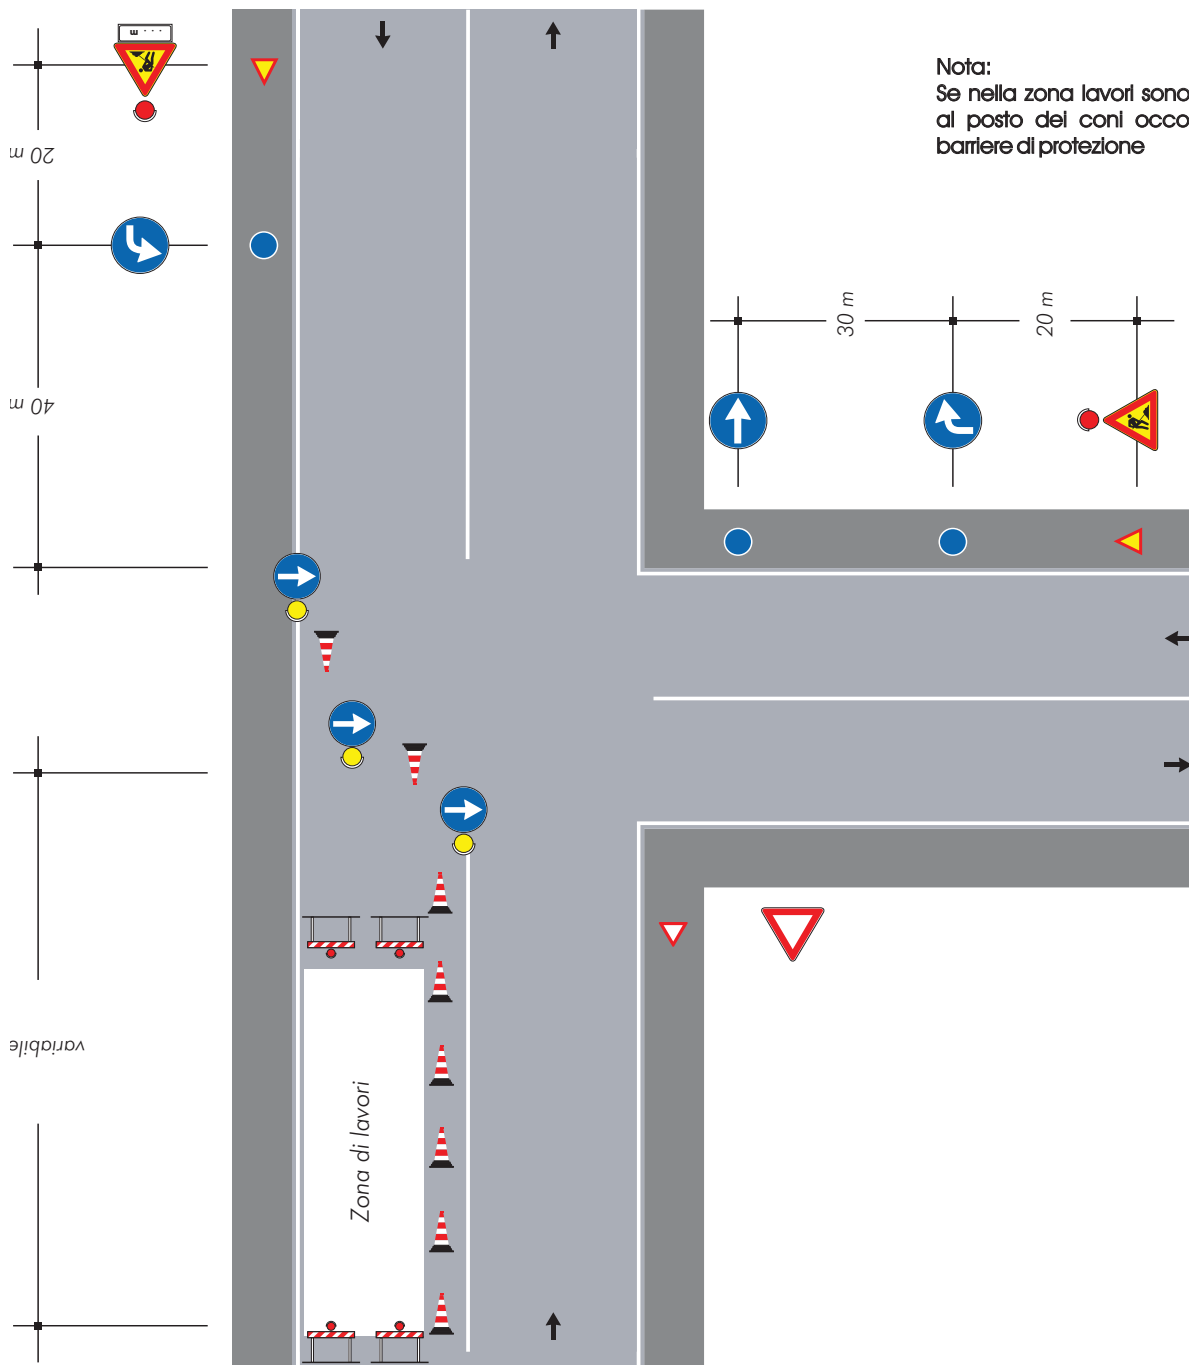 Nota:
Se nella zona lavori sono
al posto dei coni occo
barriere di protezione
20 m
40 m
variabile
30 m
20 m
Zona di lavori